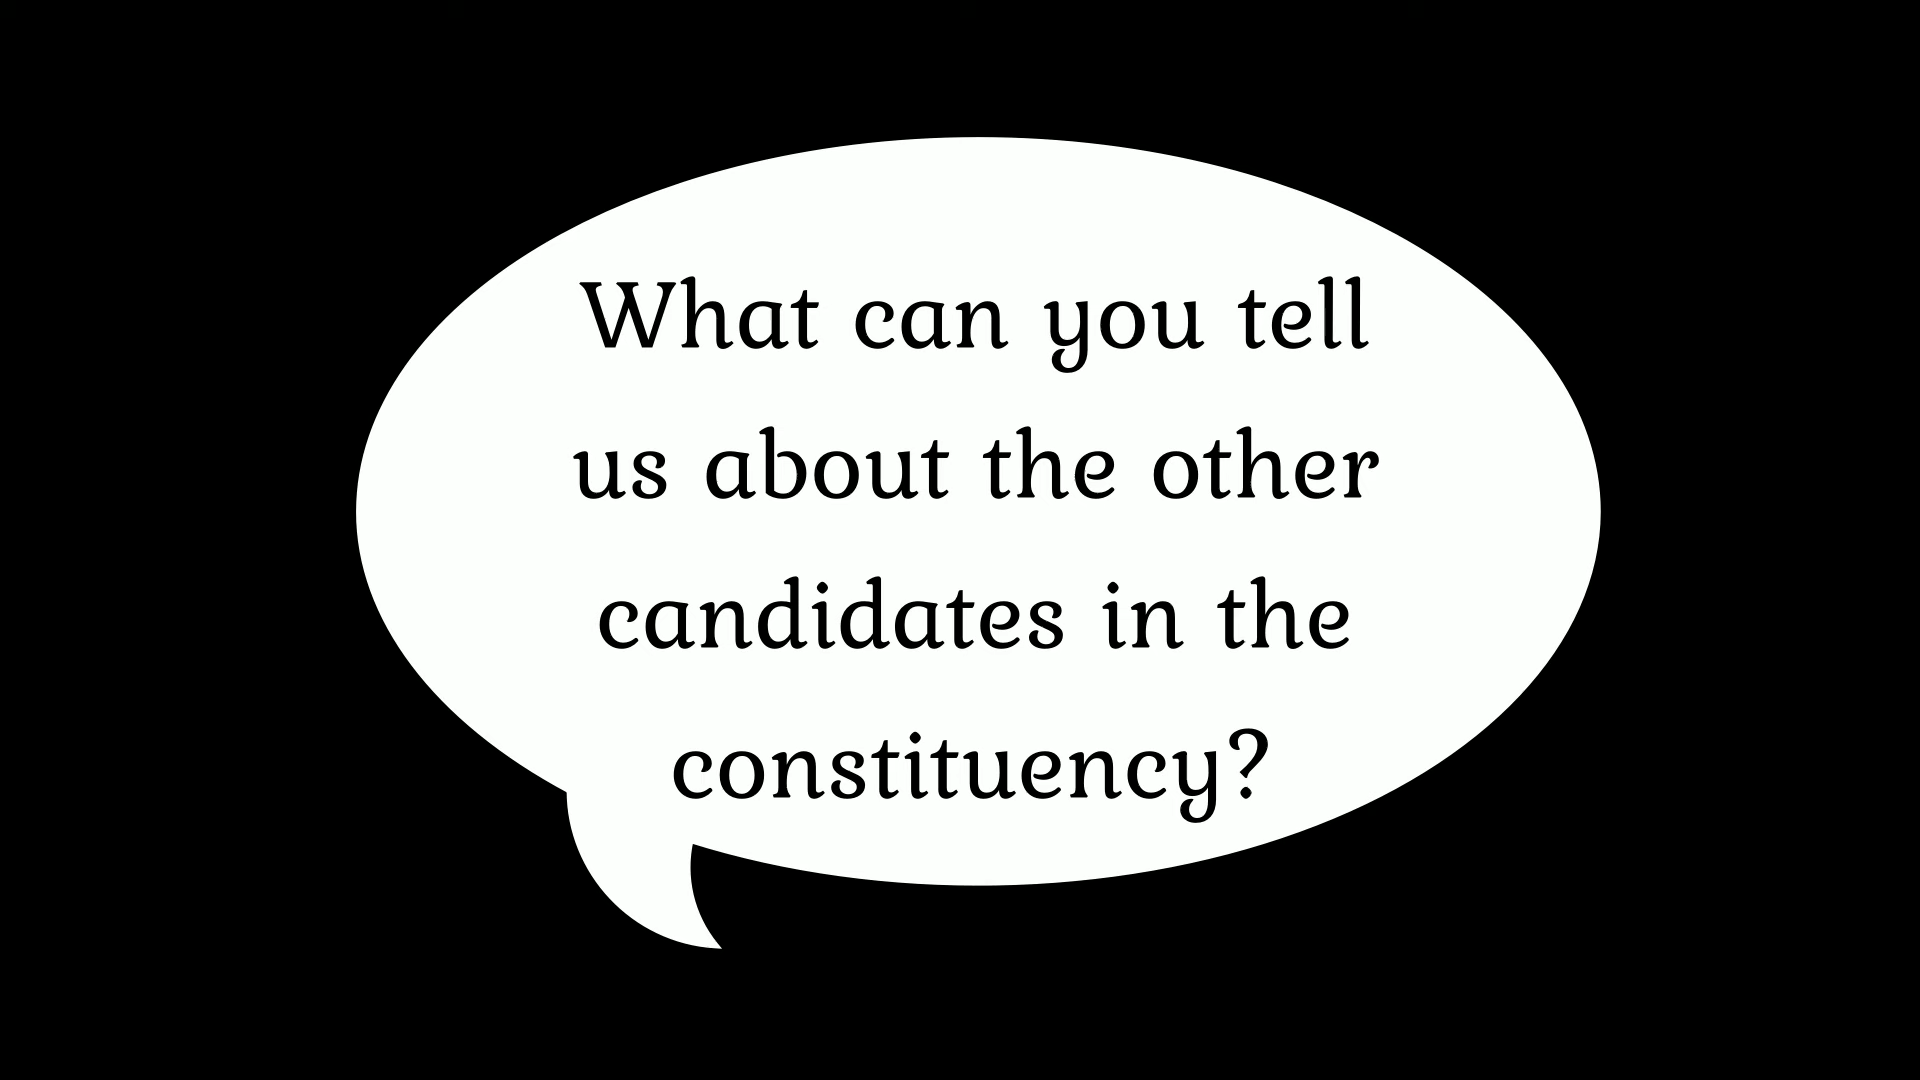 What can you tell
us about the other
candidates in the
constituency?